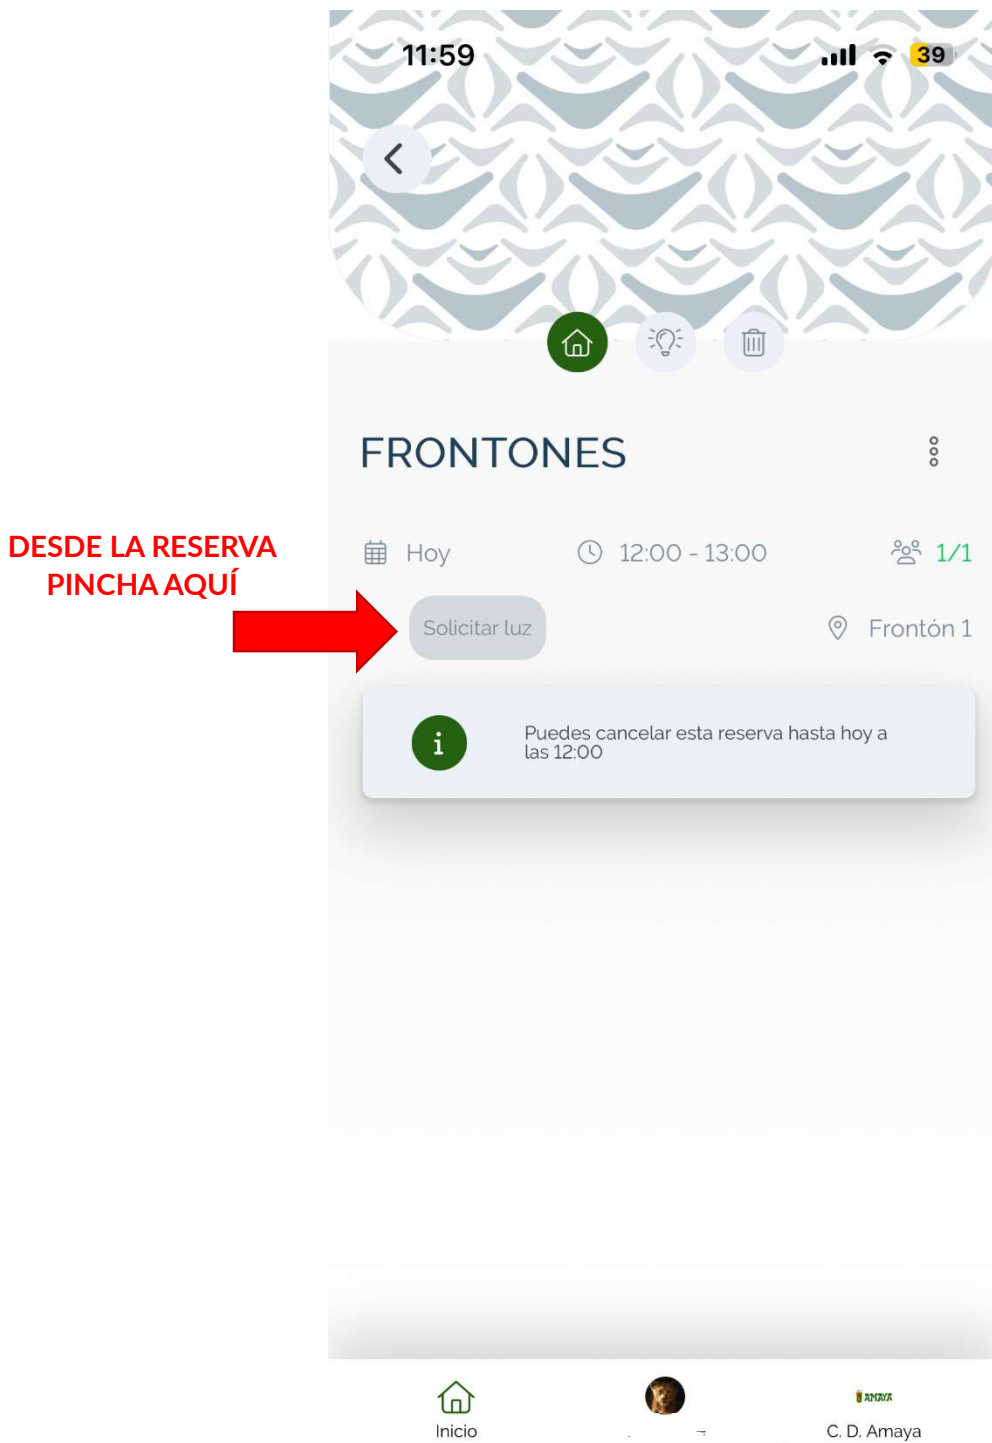 11:59
39
FRONTONES
DESDE LA RESERVA
PINCHA AQUÍ
Hoy
12:00 - 13:00
1/1
Solicitar luz
Frontón 1
i
Puedes cancelar esta reserva hasta hoy a
las 12:00
AMAYA
Inicio
C. D. Amaya